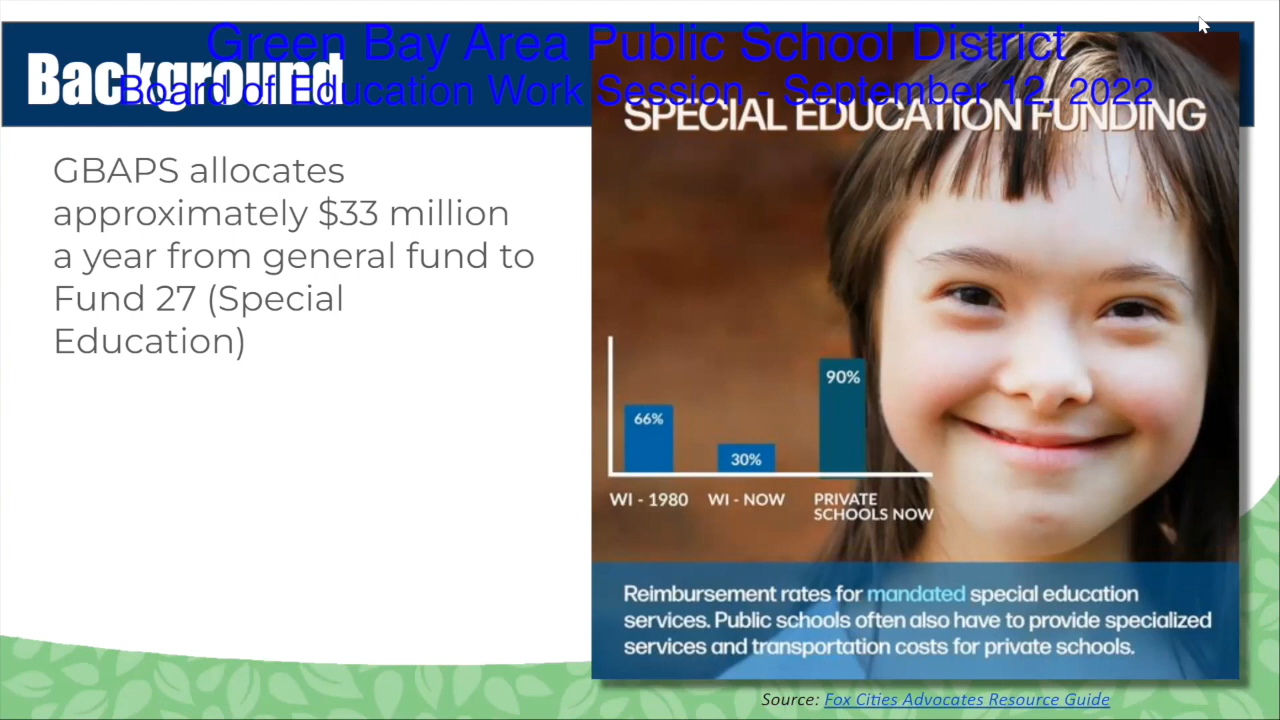 Green Bay Area Public School District
Board of Education Work Session - September 12, 2022
Background
GBAPS allocates
approximately $33 million
a year from general fund to
Fund 27 (Special
Education)
SPECIAL EDUCATION FUNDING
66%
30%
90%
WI - 1980
WI - NOW
PRIVATE
SCHOOLS NOW
Reimbursement rates for mandated special education
services. Public schools often also have to provide specialized
services and transportation costs for private schools.
Source: Fox Cities Advocates Resource Guide